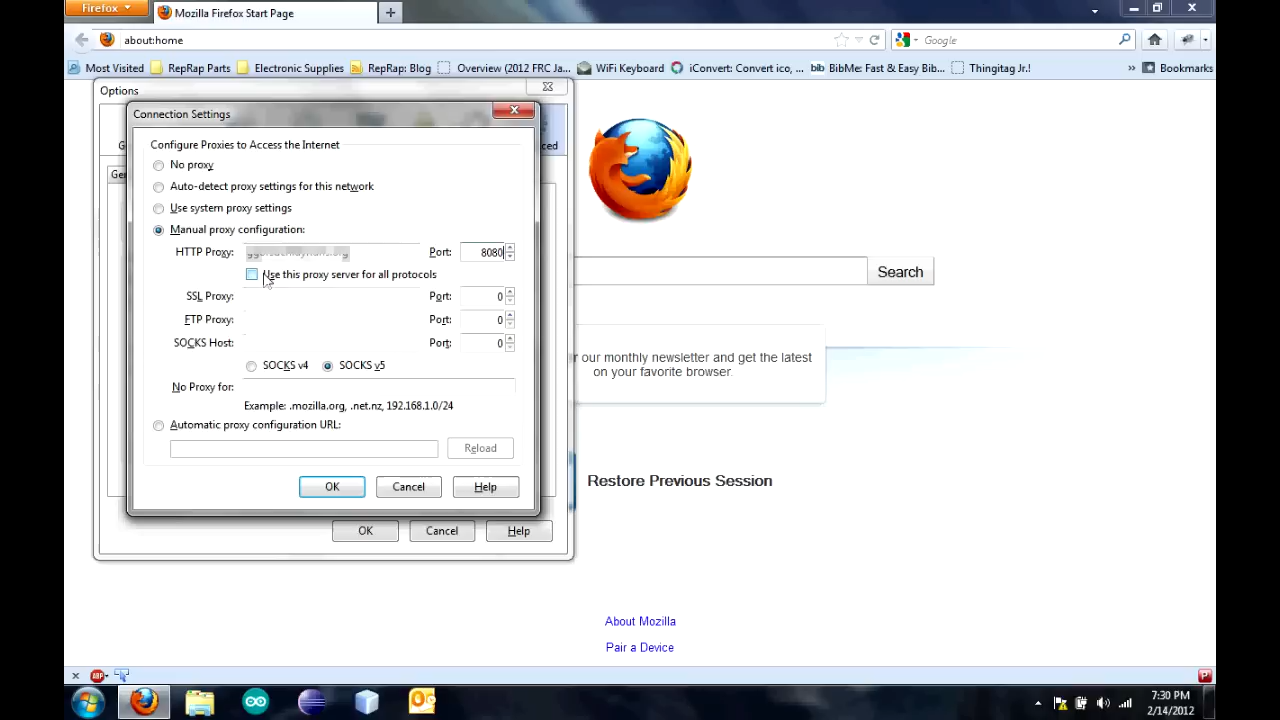 Firefox
Mozilla Firefox Start Page
about:home
Google
Most Visited
RepRap Parts
Electronic Supplies
RepRap: Blog
Overview (2012 FRC Ja...
WiFi Keyboard
iConvert: Convert ico, ...
BibMe: Fast & Easy Bib...
Thingitag Jr.!
»
Bookmarks
Options
Connection Settings
Configure Proxies to Access the Internet
No proxy
Auto-detect proxy settings for this network
Use system proxy settings
Manual proxy configuration:
HTTP Proxy: Port: 8080
Use this proxy server for all protocols
SSL Proxy: Port: 0
FTP Proxy: Port: 0
SOCKS Host: Port: 0
SOCKS v4 SOCKS v5
No Proxy for:
Example: .mozilla.org, .net.nz, 192.168.1.0/24
Automatic proxy configuration URL:
Reload
OK Cancel Help
OK Cancel Help
Search
r our monthly newsletter and get the latest
on your favorite browser.
Restore Previous Session
About Mozilla
Pair a Device
ABP
7:30 PM
2/14/2012